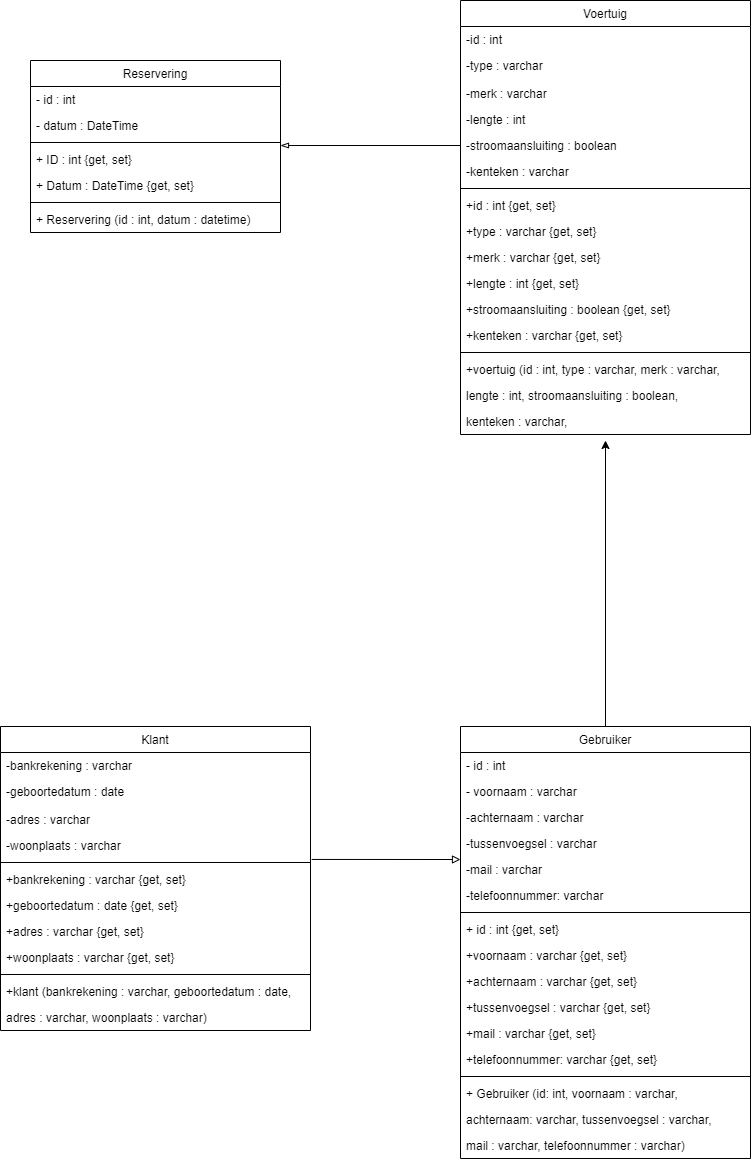 Voertuig
-id : int
-type : varchar
-merk : varchar
-lengte : int
-stroomaansluiting : boolean
-kenteken : varchar
+id : int {get, set}
+type : varchar {get, set}
+merk : varchar {get, set}
+lengte : int {get, set}
+stroomaansluiting : boolean {get, set}
+kenteken : varchar {get, set}
+voertuig (id : int, type : varchar, merk : varchar,
lengte : int, stroomaansluiting : boolean,
kenteken : varchar,
Reservering
- id : int
- datum : DateTime
+ ID : int {get, set}
+ Datum : DateTime {get, set}
+ Reservering (id : int, datum : datetime)
Klant
-bankrekening : varchar
-geboortedatum : date
-adres : varchar
-woonplaats : varchar
+bankrekening : varchar {get, set}
+geboortedatum : date {get, set}
+adres : varchar {get, set}
+woonplaats : varchar {get, set}
+klant (bankrekening : varchar, geboortedatum : date,
adres : varchar, woonplaats : varchar)
Gebruiker
- id : int
- voornaam : varchar
-achternaam : varchar
-tussenvoegsel : varchar
-mail : varchar
-telefoonnummer: varchar
+ id : int {get, set}
+voornaam : varchar {get, set}
+achternaam : varchar {get, set}
+tussenvoegsel : varchar {get, set}
+mail : varchar {get, set}
+telefoonnummer: varchar {get, set}
+ Gebruiker (id: int, voornaam : varchar,
achternaam: varchar, tussenvoegsel : varchar,
mail : varchar, telefoonnummer : varchar)